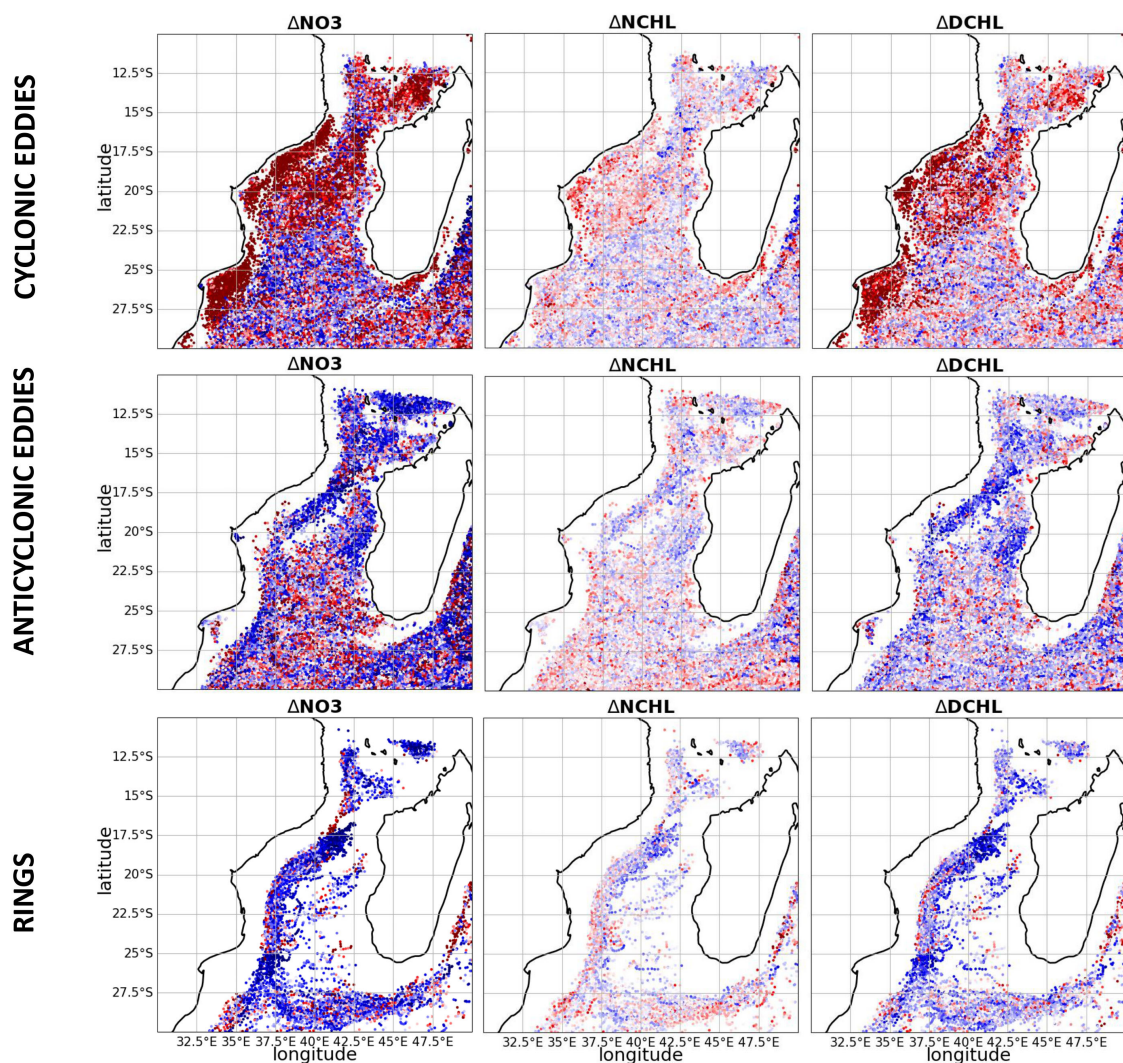 CYCLONIC EDDIES
ΔNO3
ΔNCHL
ΔDCHL
latitude
12.5°S
15°S
17.5°S
20°S
22.5°S
25°S
27.5°S
ANTICYCLONIC EDDIES
ΔNO3
ΔNCHL
ΔDCHL
latitude
12.5°S
15°S
17.5°S
20°S
22.5°S
25°S
27.5°S
RINGS
ΔNO3
ΔNCHL
ΔDCHL
latitude
12.5°S
15°S
17.5°S
20°S
22.5°S
25°S
27.5°S
32.5°E 35°E 37.5°E 40°E 42.5°E 45°E 47.5°E
32.5°E 35°E 37.5°E 40°E 42.5°E 45°E 47.5°E
32.5°E 35°E 37.5°E 40°E 42.5°E 45°E 47.5°E
longitude
longitude
longitude